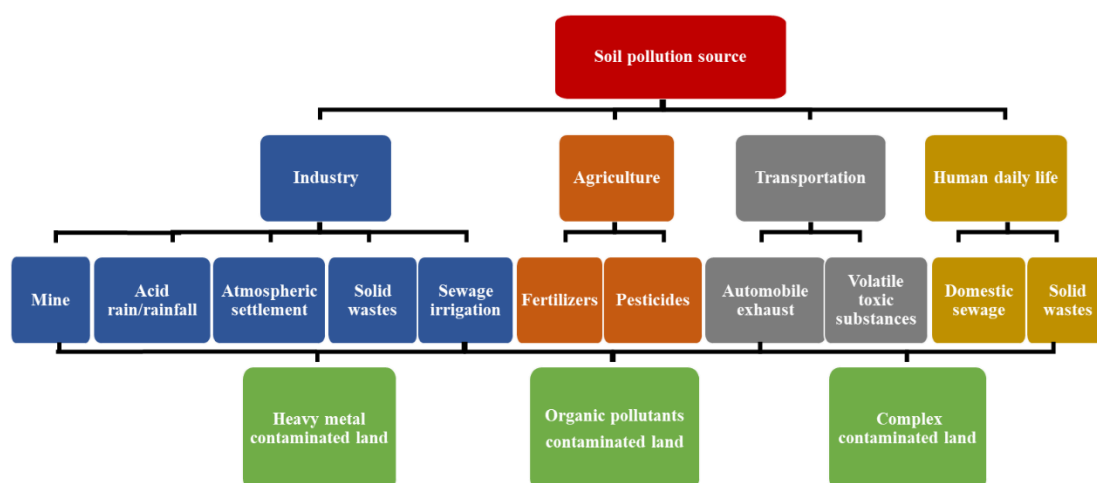 Soil pollution source
Industry
Agriculture
Transportation
Human daily life
Mine
Acid
rain/rainfall
Atmospheric
settlement
Solid
wastes
Sewage
irrigation
Fertilizers
Pesticides
Automobile
exhaust
Volatile
toxic
substances
Domestic
sewage
Solid
wastes
Heavy metal
contaminated land
Organic pollutants
contaminated land
Complex
contaminated land